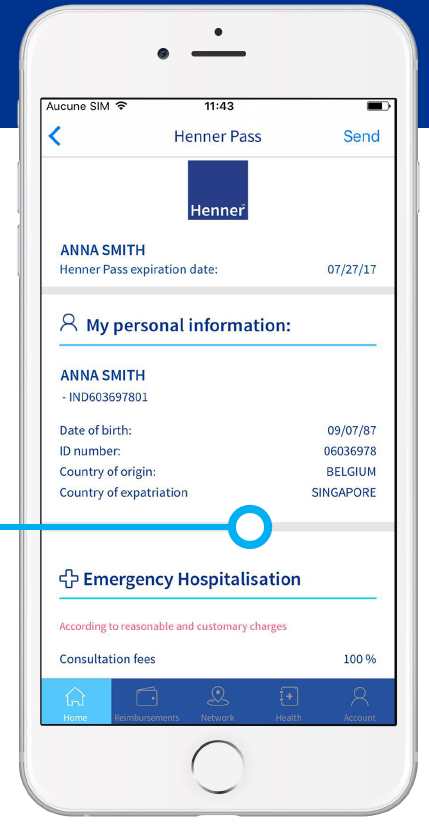 Aucune SIM 11:43
Henner Pass Send
Henner
ANNA SMITH
Henner Pass expiration date: 07/27/17
My personal information:
ANNA SMITH
- IND603697801
Date of birth: 09/07/87
ID number: 06036978
Country of origin: BELGIUM
Country of expatriation SINGAPORE
Emergency Hospitalisation
According to reasonable and customary charges
Consultation fees 100 %
Home Reimbursements Network Health Account